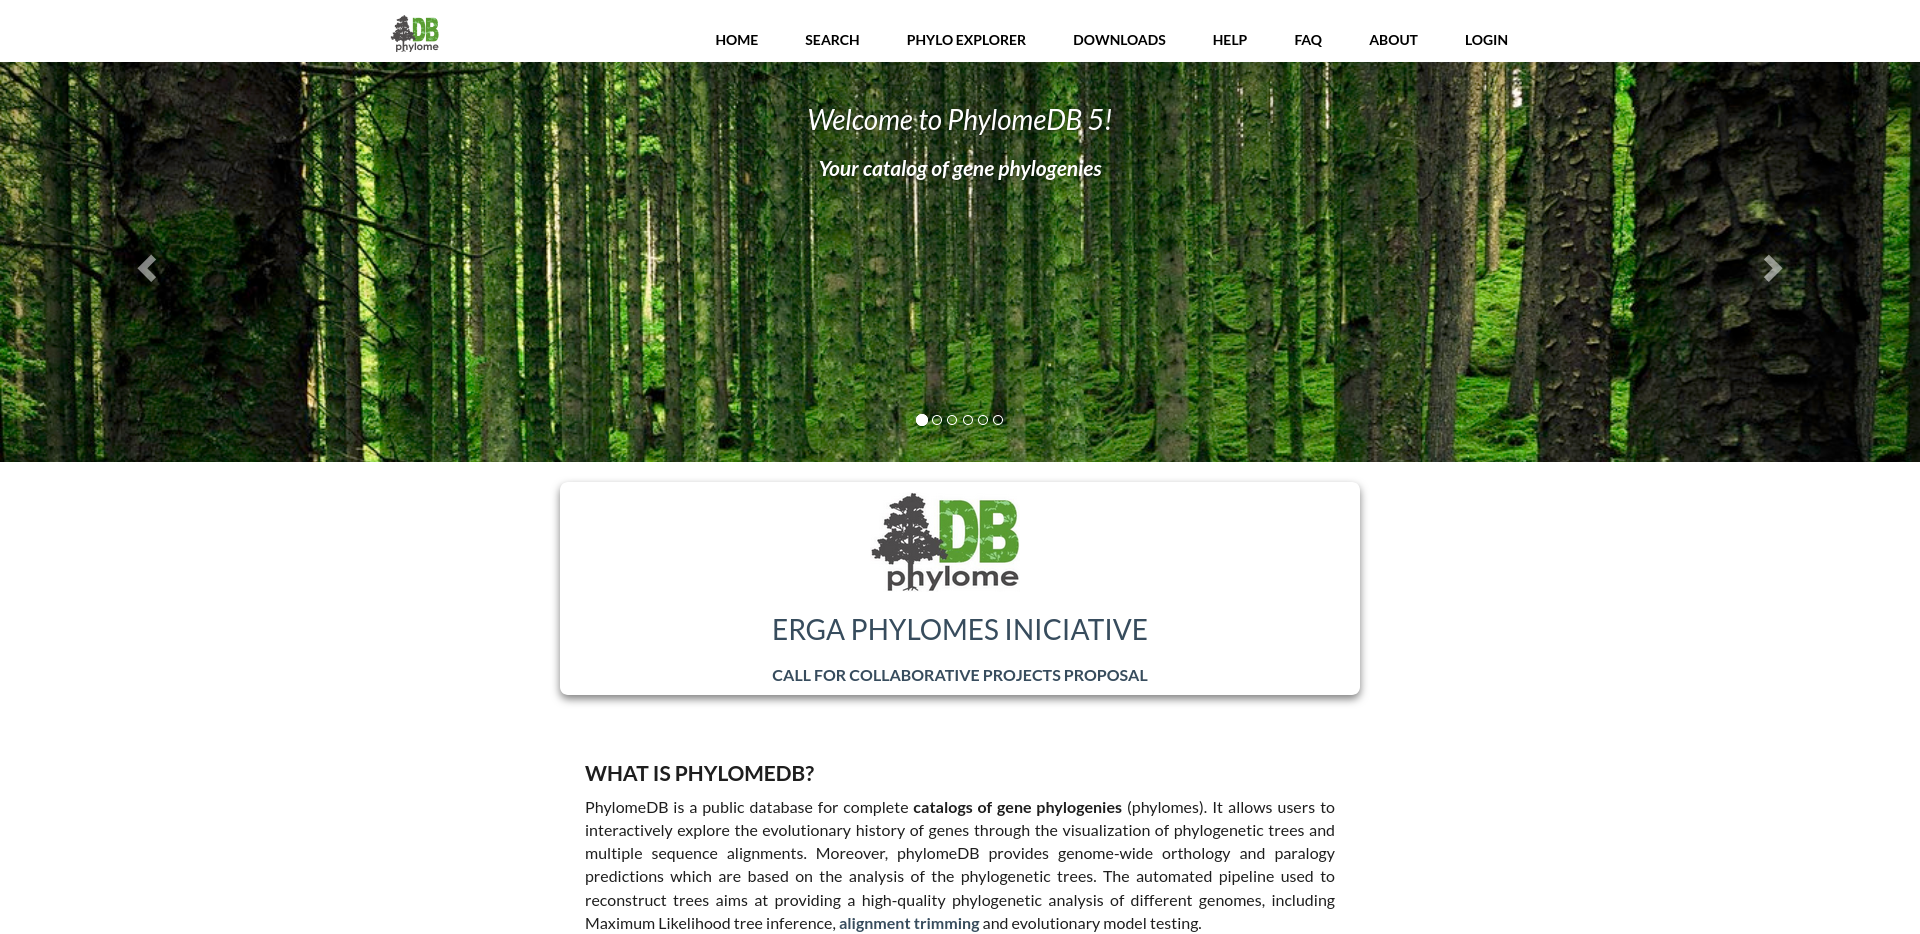 DB
phylome
HOME SEARCH PHYLO EXPLORER DOWNLOADS HELP FAQ ABOUT LOGIN
Welcome to PhylomeDB 5!
Your catalog of gene phylogenies
DB
phylome
ERGA PHYLOMES INICIATIVE
CALL FOR COLLABORATIVE PROJECTS PROPOSAL
WHAT IS PHYLOMEDB?
PhylomeDB is a public database for complete catalogs of gene phylogenies (phylomes). It allows users to
interactively explore the evolutionary history of genes through the visualization of phylogenetic trees and
multiple sequence alignments. Moreover, phylomeDB provides genome-wide orthology and paralogy
predictions which are based on the analysis of the phylogenetic trees. The automated pipeline used to
reconstruct trees aims at providing a high-quality phylogenetic analysis of different genomes, including
Maximum Likelihood tree inference, alignment trimming and evolutionary model testing.